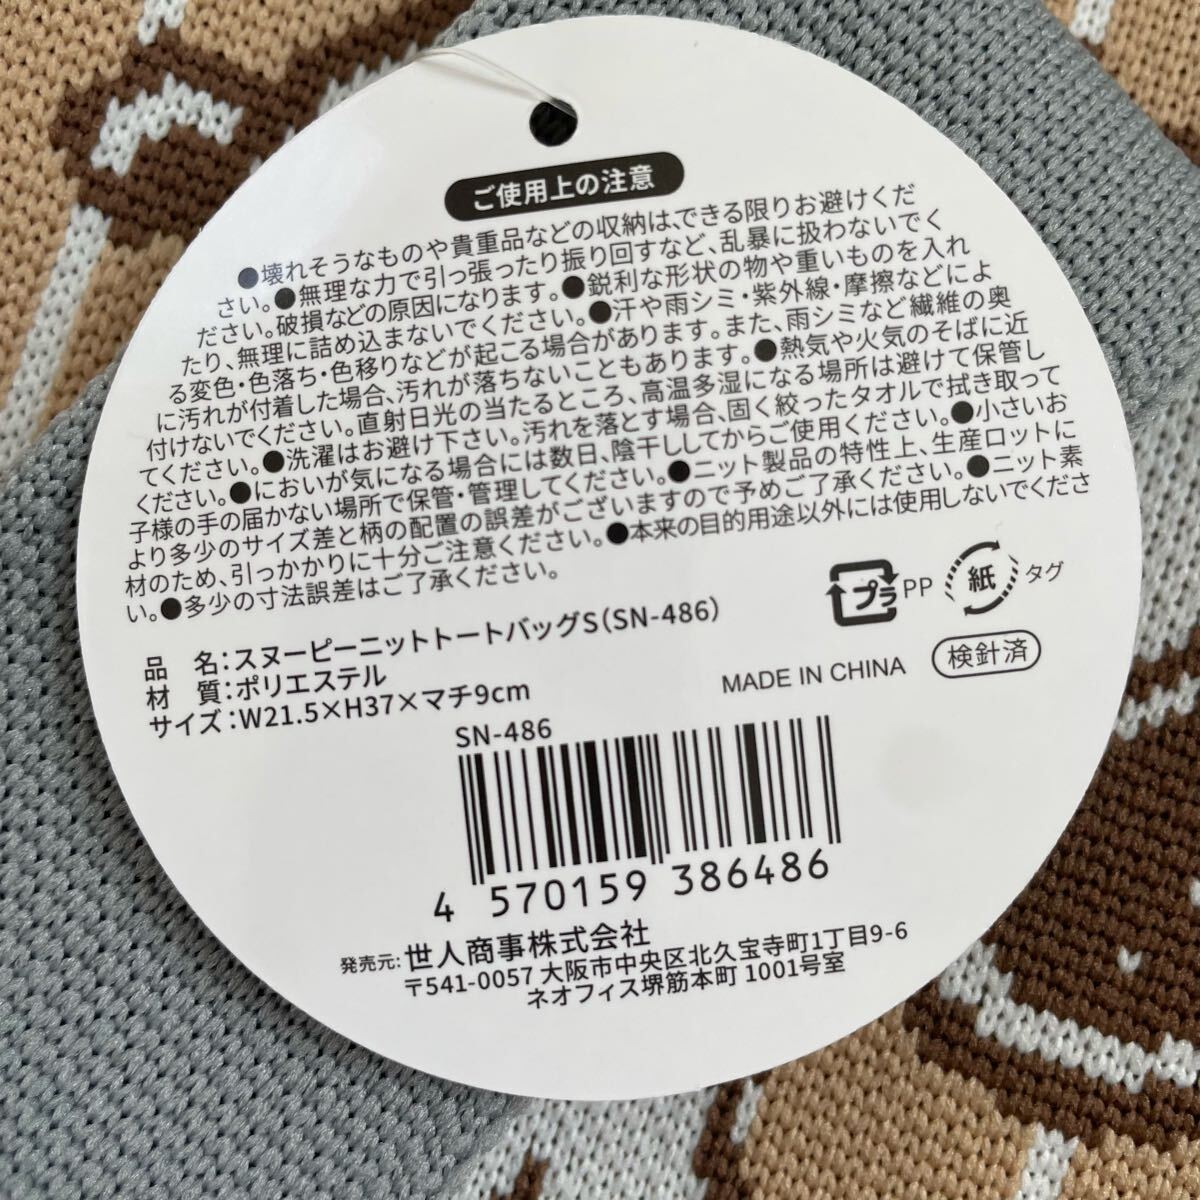 ご使用上の注意
●壊れそうなものや貴重品などの収納は、できる限りお避けくだ
さい。●無理な力で引っ張ったり振り回すなど、乱暴に扱わないでく
ださい。破損などの原因になります。●鋭利な形状の物や重いものを入れ
たり、無理に詰め込まないでください。●汗や雨シミ・紫外線・摩擦などによ
る変色・色落ち・色移りなどが起こる場合があります。また、雨シミなど繊維の奥
に汚れが付着した場合、汚れが落ちないこともあります。●熱気や火気のそばに近
付けないでください。直射日光の当たるところ、高温多湿になる場所は避けて保管し
てください。●洗濯はお避け下さい。汚れを落とす場合、固く絞ったタオルで拭き取って
ください。●においが気になる場合には数日、陰干ししてからご使用ください。●小さいお
子様の手の届かない場所で保管・管理してください。●ニット製品の特性上、生産ロットに
より多少のサイズ差と柄の配置の誤差がございますので予めご了承ください。●ニット素
材のため、引っかかりに十分ご注意ください。●本来の目的用途以外には使用しないでくださ
い。●多少の寸法誤差はご了承ください。
プラ PP 紙 タグ
品 名：スヌーピーニットトートバッグS（SN-486）
材 質：ポリエステル
サイズ：W21.5×H37×マチ9cm
MADE IN CHINA 検針済
SN-486
4 570159 386486
発売元：世人商事株式会社
〒541-0057 大阪市中央区北久宝寺町1丁目9-6
ネオフィス堺筋本町 1001号室